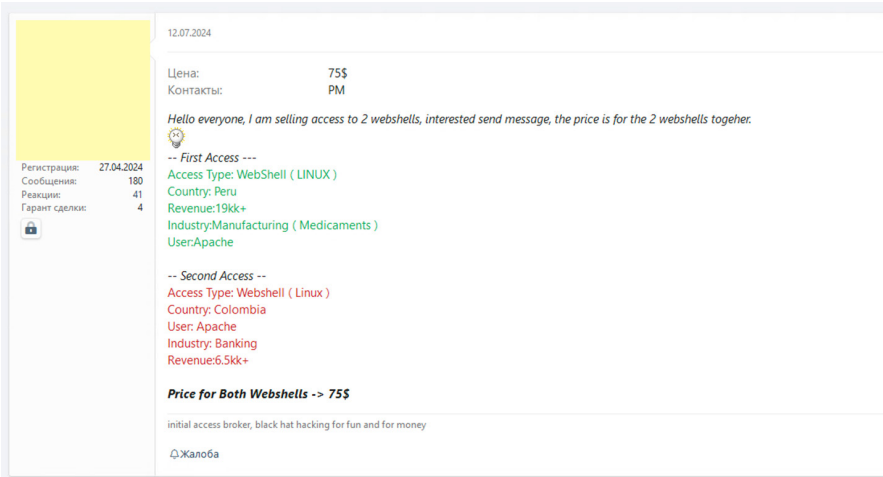 12.07.2024
Цена: 75$
Контакты: PM
Hello everyone, I am selling access to 2 webshells, interested send message, the price is for the 2 webshells togeher.
-- First Access ---
Access Type: WebShell ( LINUX )
Country: Peru
Revenue:19kk+
Industry:Manufacturing ( Medicaments )
User:Apache
-- Second Access --
Access Type: Webshell ( Linux )
Country: Colombia
User: Apache
Industry: Banking
Revenue:6.5kk+
Price for Both Webshells -> 75$
initial access broker, black hat hacking for fun and for money
Жалоба
Регистрация: 27.04.2024
Сообщения: 180
Реакции: 41
Гарант сделки: 4